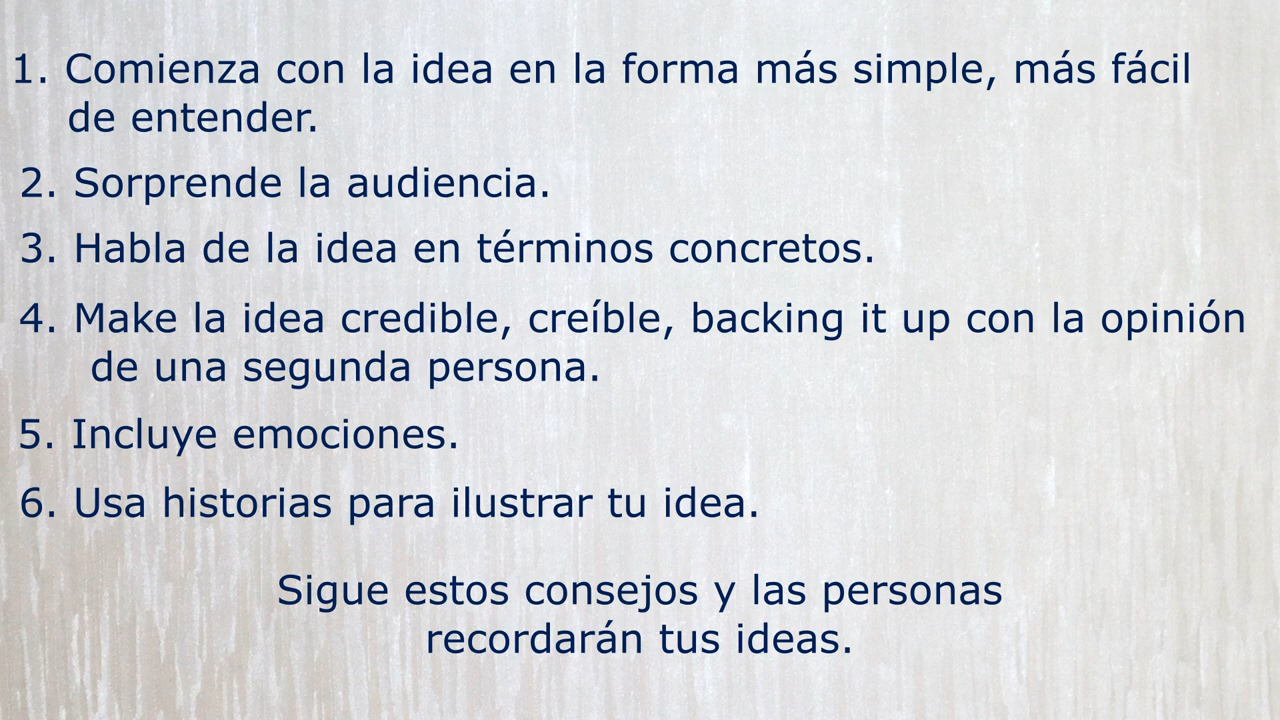 1. Comienza con la idea en la forma más simple, más fácil
de entender.
2. Sorprende la audiencia.
3. Habla de la idea en términos concretos.
4. Make la idea credible, creíble, backing it up con la opinión
de una segunda persona.
5. Incluye emociones.
6. Usa historias para ilustrar tu idea.
Sigue estos consejos y las personas
recordarán tus ideas.